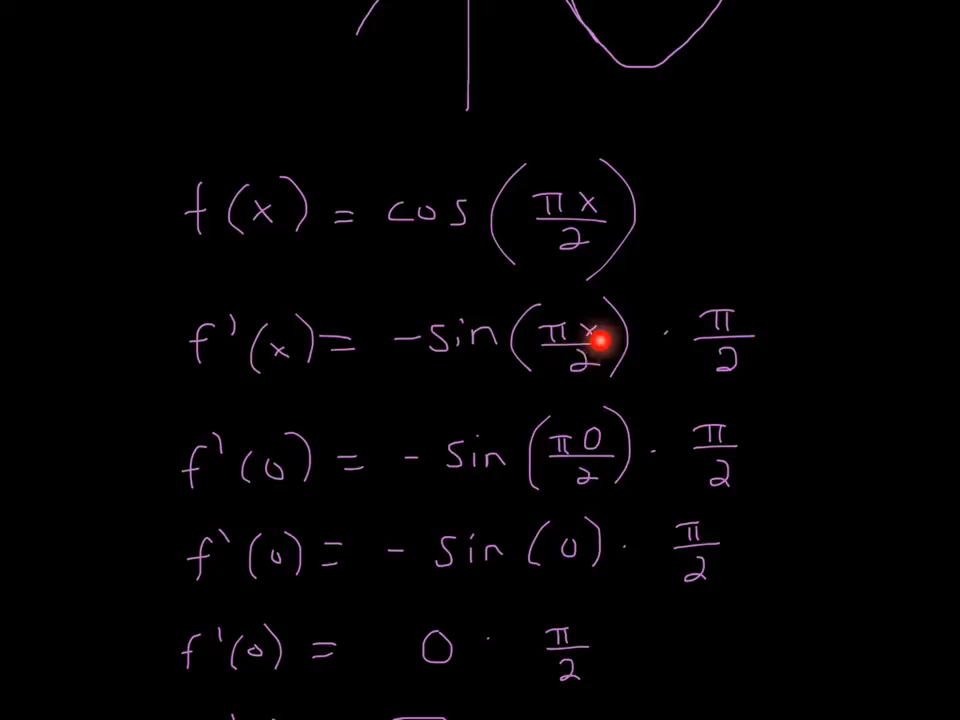 f(x) = cos(πx/2)
f'(x) = -sin(πx/2) · π/2
f'(0) = - sin(π0/2) · π/2
f'(0) = - sin(0) · π/2
f'(0) = 0 · π/2